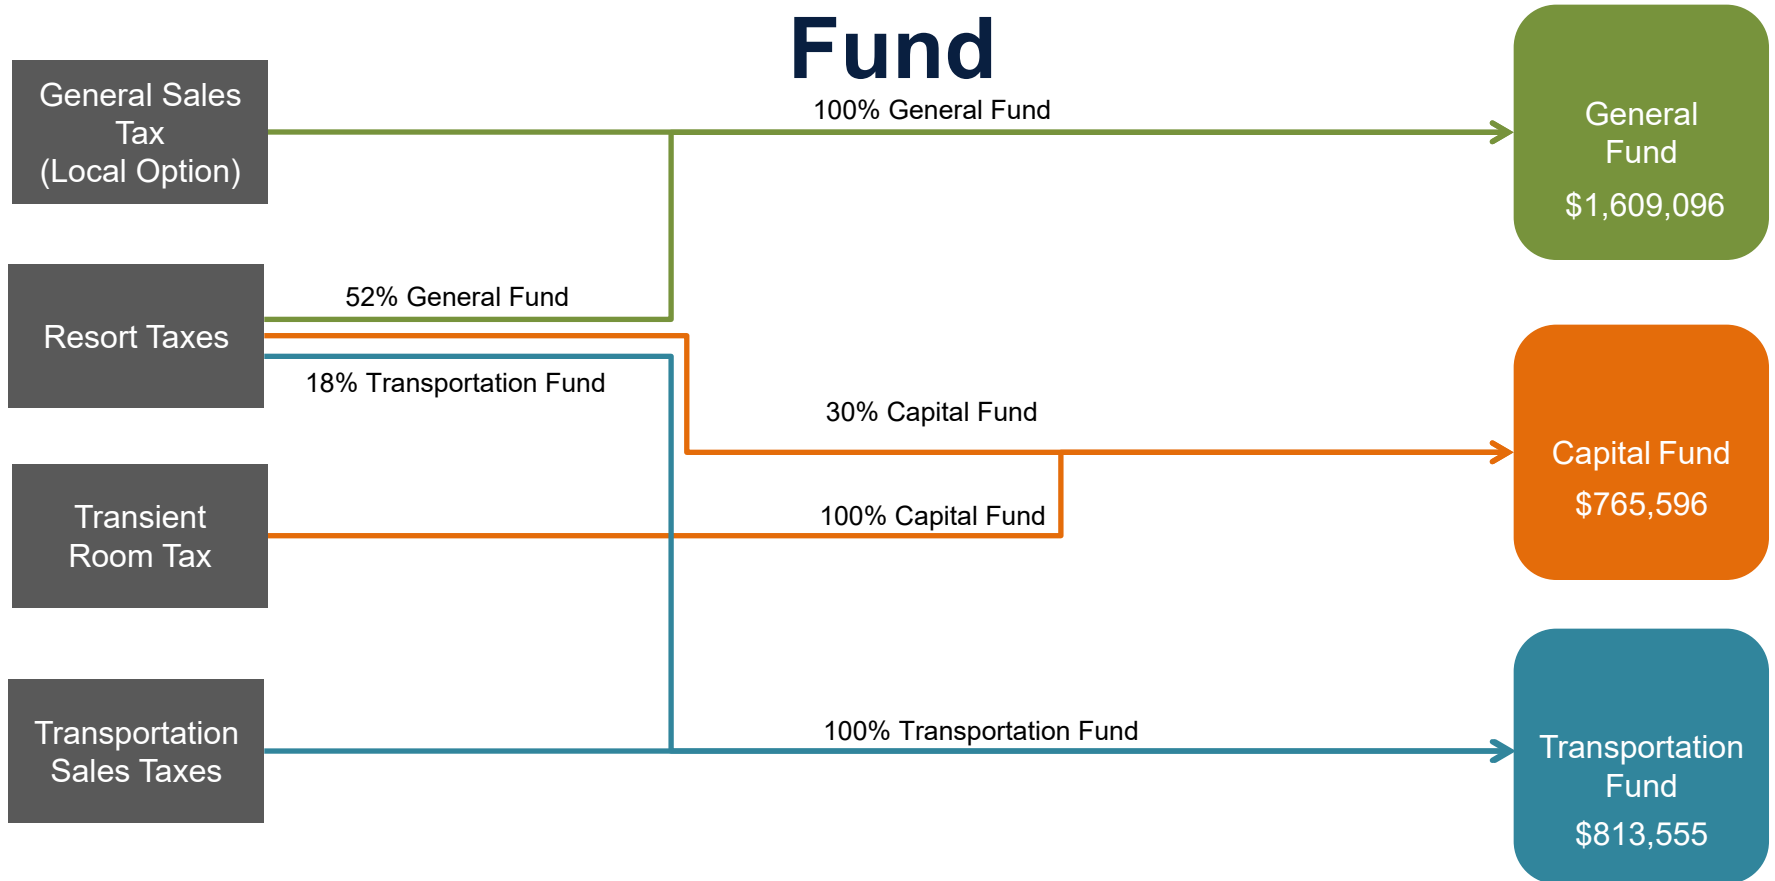 Fund
General Sales
Tax
(Local Option)
100% General Fund
General
Fund
$1,609,096
Resort Taxes
52% General Fund
18% Transportation Fund
30% Capital Fund
Capital Fund
$765,596
Transient
Room Tax
100% Capital Fund
Transportation
Sales Taxes
100% Transportation Fund
Transportation
Fund
$813,555